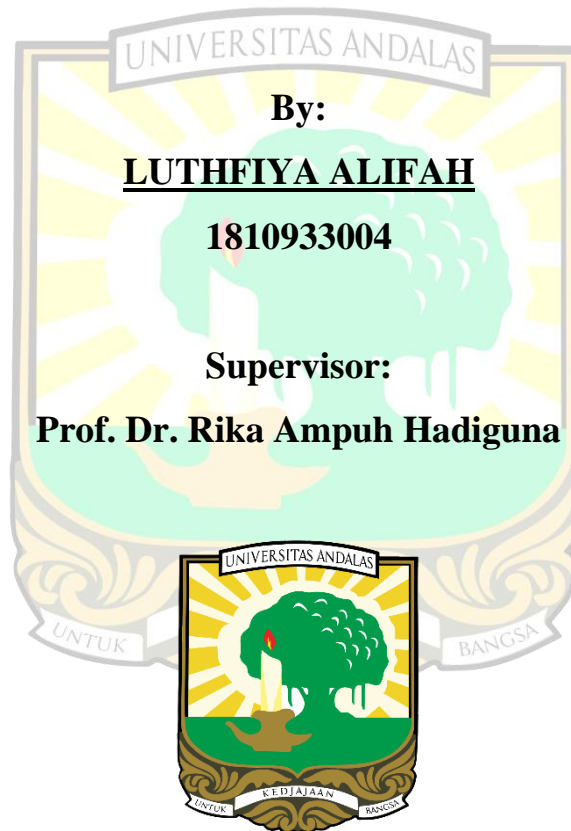 UNIVERSITAS ANDALAS
By:
LUTHFIYA ALIFAH
1810933004
Supervisor:
Prof. Dr. Rika Ampuh Hadiguna
UNIVERSITAS ANDALAS
UNTUK BANGSA
KEDJAJAAN
UNTUK BANGSA